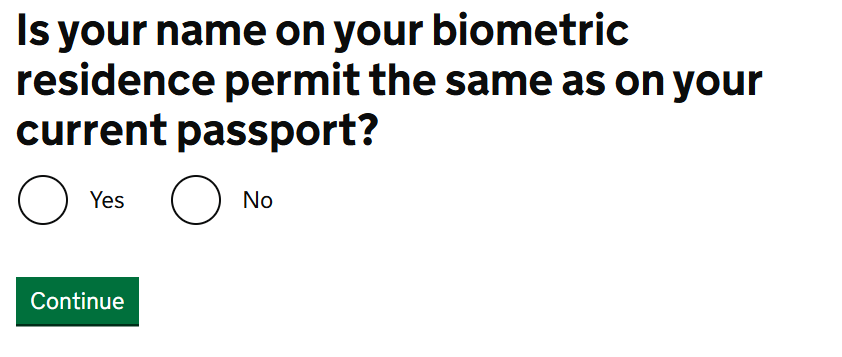 Is your name on your biometric
residence permit the same as on your
current passport?
Yes No
Continue